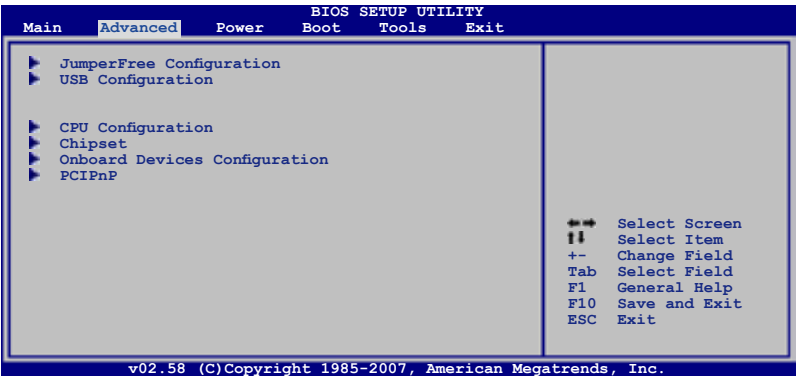 BIOS SETUP UTILITY
Main Advanced Power Boot Tools Exit
JumperFree Configuration
USB Configuration
CPU Configuration
Chipset
Onboard Devices Configuration
PCIPnP
Select Screen
Select Item
+- Change Field
Tab Select Field
F1 General Help
F10 Save and Exit
ESC Exit
v02.58 (C)Copyright 1985-2007, American Megatrends, Inc.